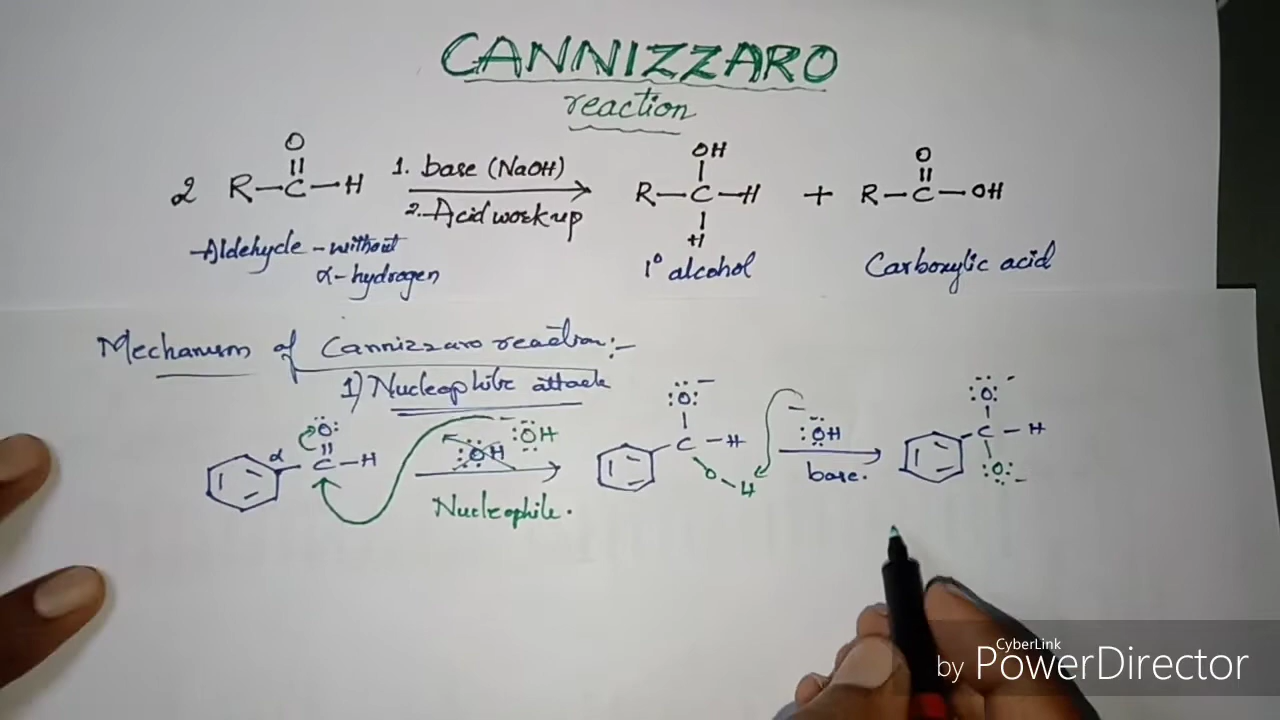 CANNIZZARO
reaction
O
2 R-C-H 1. base (NaOH)
2. Acid workup
OH
R-C-H
H
+
O
R-C-OH
Aldehyde - without
α-hydrogen
1° alcohol
Carboxylic acid
Mechanism of Cannizzaro reaction:-
1) Nucleophilic attack
α
:O:
C-H
:OH
:OH
Nucleophile.
:O: -
C-H
O-H
:OH
base.
:O: -
C-H
:O: -
CyberLink
by PowerDirector